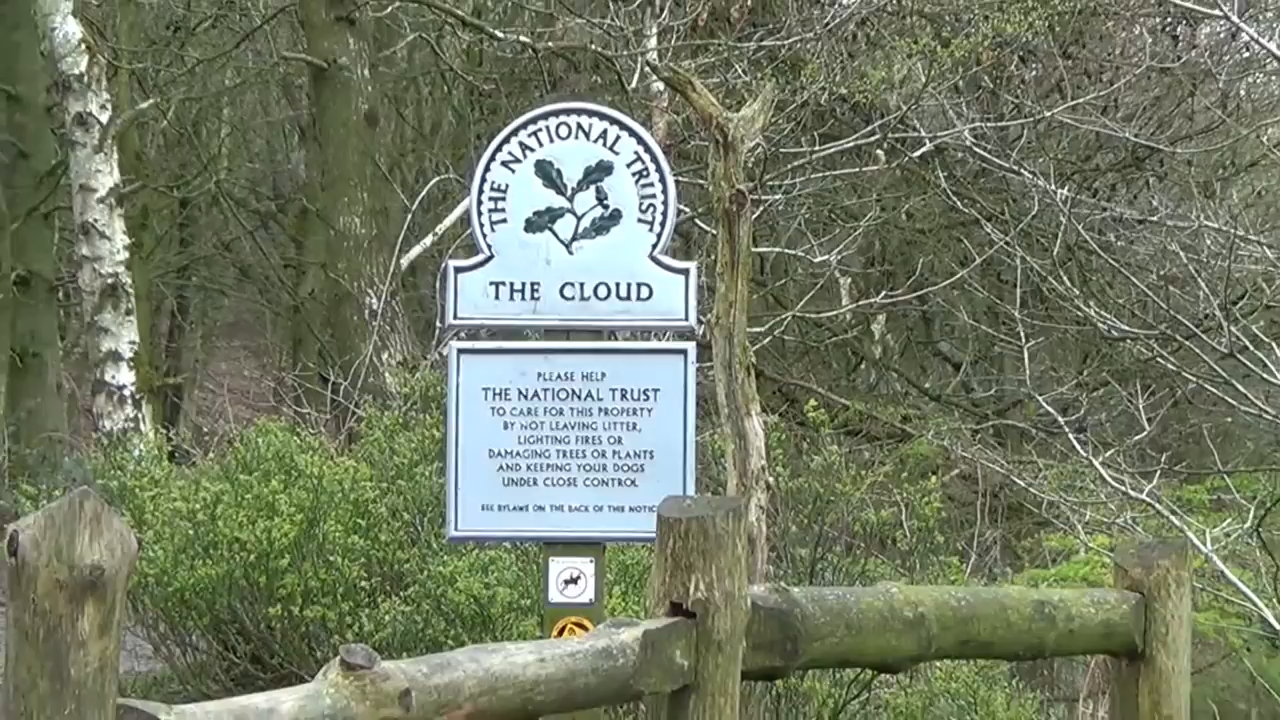 THE NATIONAL TRUST
THE CLOUD
PLEASE HELP
THE NATIONAL TRUST
TO CARE FOR THIS PROPERTY
BY NOT LEAVING LITTER,
LIGHTING FIRES OR
DAMAGING TREES OR PLANTS
AND KEEPING YOUR DOGS
UNDER CLOSE CONTROL
SEE BYLAWS ON THE BACK OF THIS NOTIC